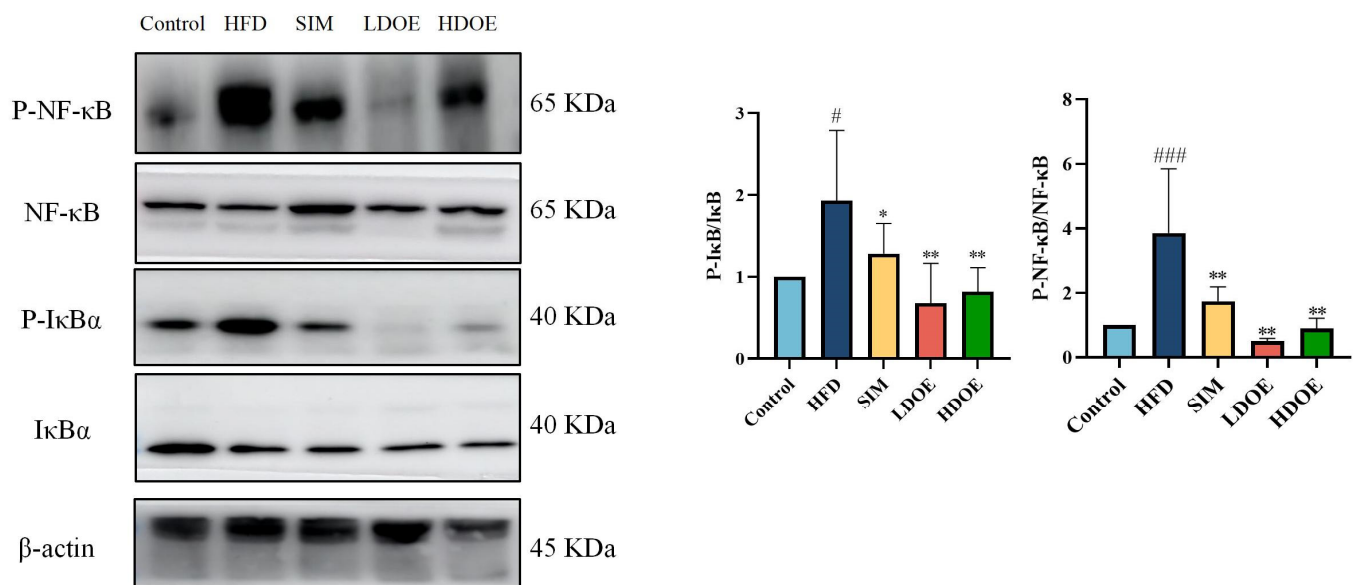 Control HFD SIM LDOE HDOE
P-NF-κB 65 KDa
NF-κB 65 KDa
P-IκBα 40 KDa
IκBα 40 KDa
β-actin 45 KDa
P-IκB/IκB
3
2
1
0
#
*
**
**
Control HFD SIM LDOE HDOE
P-NF-κB/NF-κB
8
6
4
2
0
###
**
**
**
Control HFD SIM LDOE HDOE